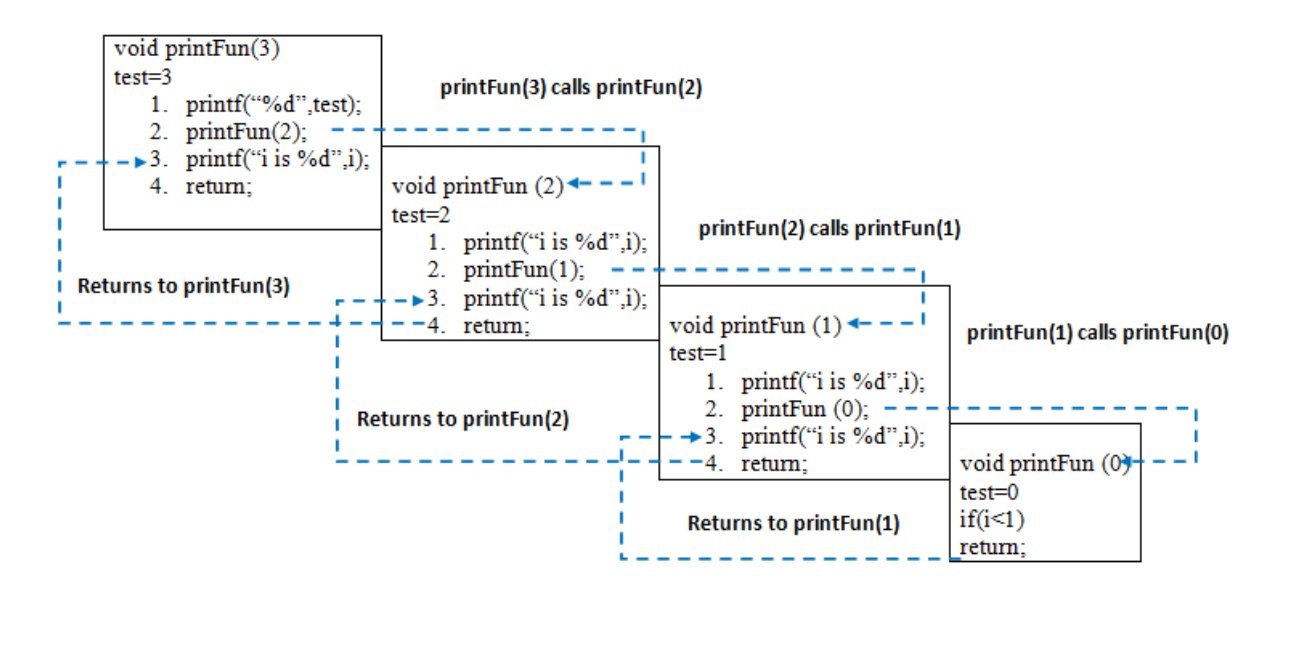 void printFun(3)
test=3
1. printf(“%d”,test);
2. printFun(2);
3. printf(“i is %d”,i);
4. return;
printFun(3) calls printFun(2)
void printFun (2)
test=2
1. printf(“i is %d”,i);
2. printFun(1);
3. printf(“i is %d”,i);
4. return;
printFun(2) calls printFun(1)
Returns to printFun(3)
void printFun (1)
test=1
1. printf(“i is %d”,i);
2. printFun (0);
3. printf(“i is %d”,i);
4. return;
printFun(1) calls printFun(0)
Returns to printFun(2)
void printFun (0)
test=0
if(i<1)
return;
Returns to printFun(1)